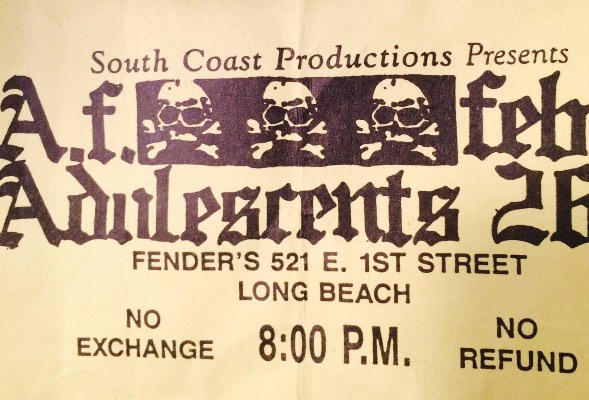 South Coast Productions Presents
A.f. feb
Adolescents 26
FENDER'S 521 E. 1ST STREET
LONG BEACH
NO EXCHANGE
8:00 P.M.
NO REFUND